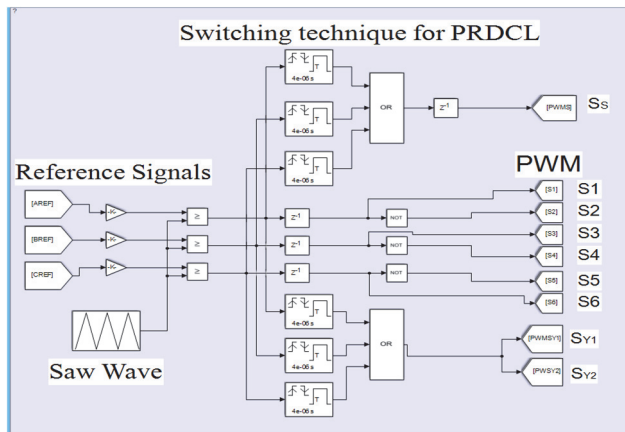 ?
Switching technique for PRDCL
T
4e-06 s
T
4e-06 s
T
4e-06 s
OR
z-1
[PWMS]
Ss
Reference Signals
PWM
[AREF]
-K-
≥
z-1
[S1]
S1
NOT
[S2]
S2
[BREF]
-K-
≥
z-1
[S3]
S3
NOT
[S4]
S4
[CREF]
-K-
≥
z-1
NOT
[S5]
S5
[S6]
S6
Saw Wave
T
4e-06 s
T
4e-06 s
T
4e-06 s
OR
[PWMSY1]
SY1
[PWSY2]
SY2